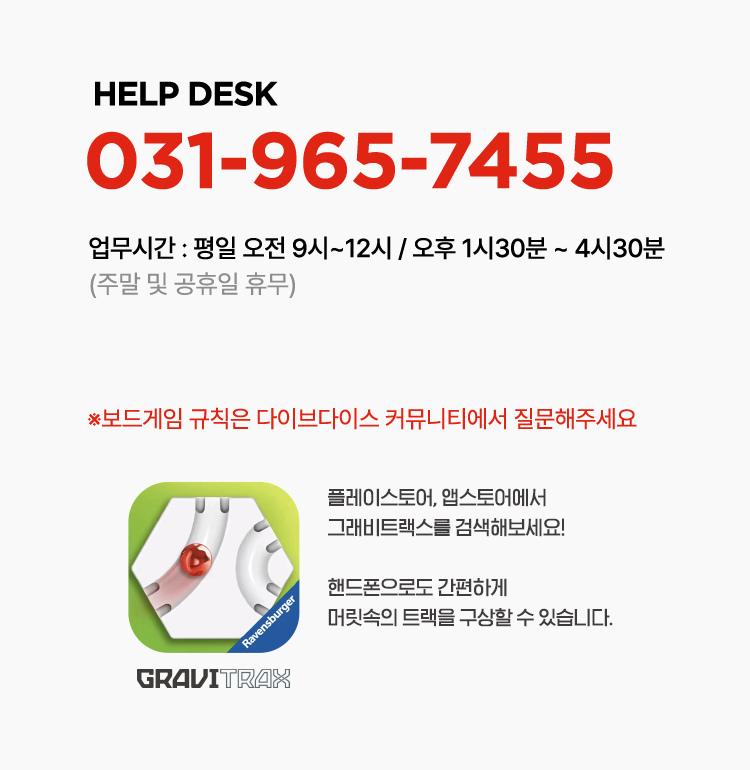 HELP DESK
031-965-7455
업무시간 : 평일 오전 9시~12시 / 오후 1시30분 ~ 4시30분
(주말 및 공휴일 휴무)
※보드게임 규칙은 다이브다이스 커뮤니티에서 질문해주세요
플레이스토어, 앱스토어에서
그래비트랙스를 검색해보세요!
핸드폰으로도 간편하게
머릿속의 트랙을 구상할 수 있습니다.
Ravensburger
GRAVITRAX